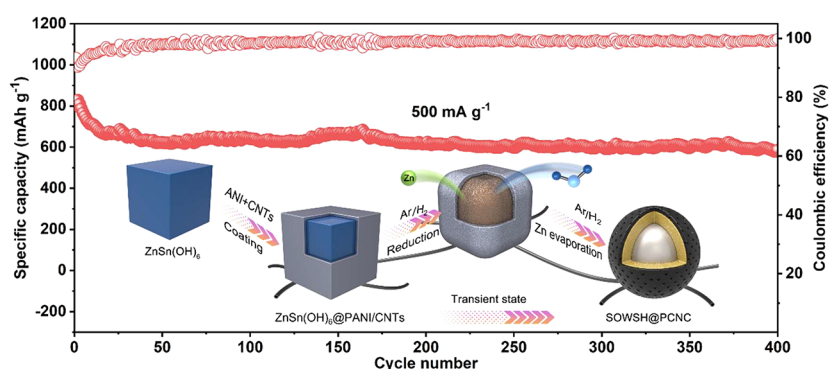 1200
1000
800
600
400
200
0
-200
Specific capacity (mAh g⁻¹)
100
80
60
40
20
Coulombic efficiency (%)
500 mA g⁻¹
ZnSn(OH)₆
ANI+CNTs
Coating
ZnSn(OH)₆@PANI/CNTs
Zn
Ar/H₂
Reduction
Ar/H₂
Zn evaporation
Transient state
SOWSH@PCNC
0 50 100 150 200 250 300 350 400
Cycle number